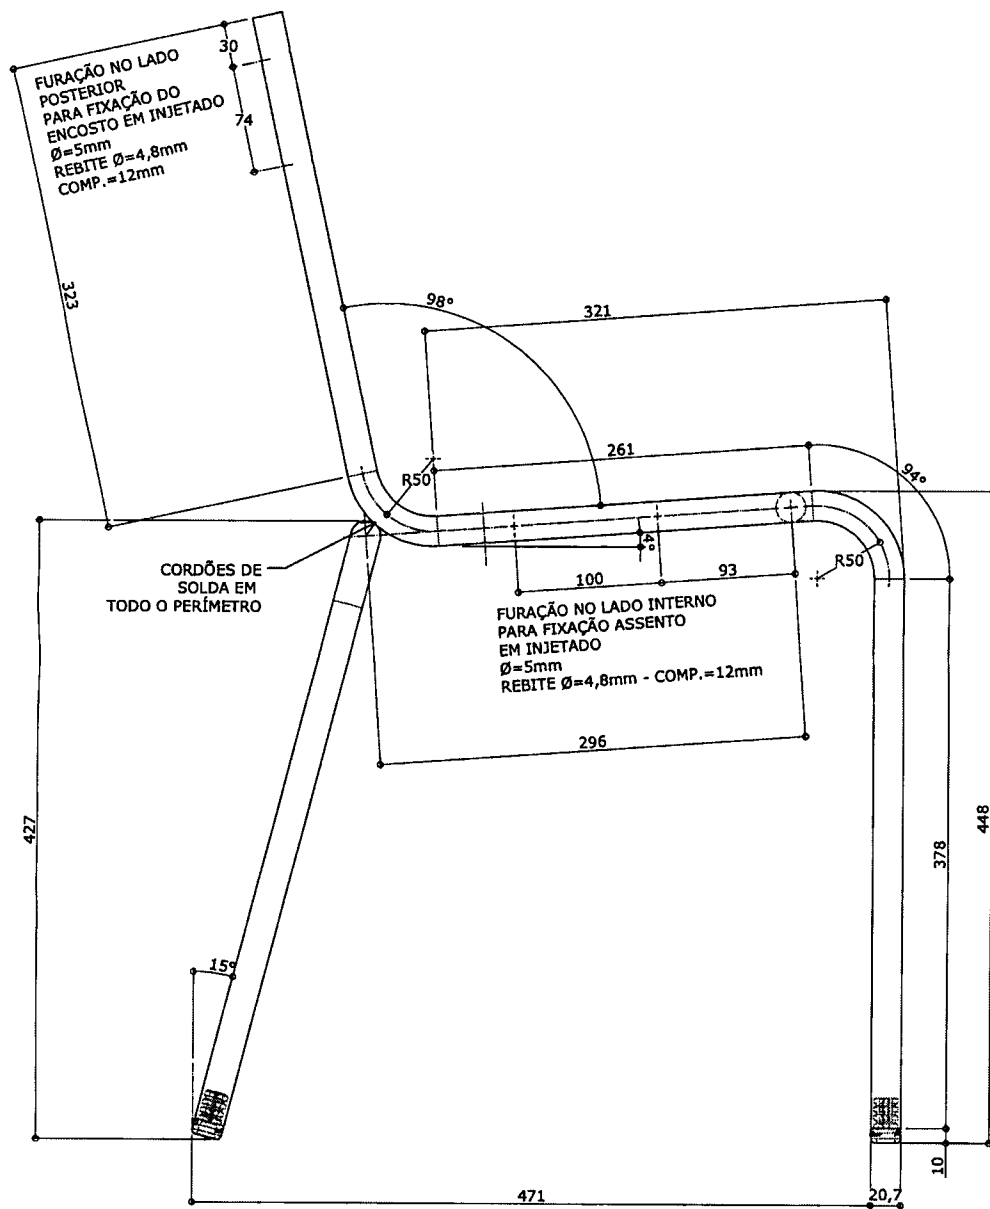 30
FURAÇÃO NO LADO
POSTERIOR
PARA FIXAÇÃO DO
ENCOSTO EM INJETADO
Ø=5mm
REBITE Ø=4,8mm
COMP.=12mm
74
323
98°
321
261
R50
94°
4°
R50
CORDÕES DE
SOLDA EM
TODO O PERÍMETRO
100
93
FURAÇÃO NO LADO INTERNO
PARA FIXAÇÃO ASSENTO
EM INJETADO
Ø=5mm
REBITE Ø=4,8mm - COMP.=12mm
296
427
448
378
15°
10
471
20,7